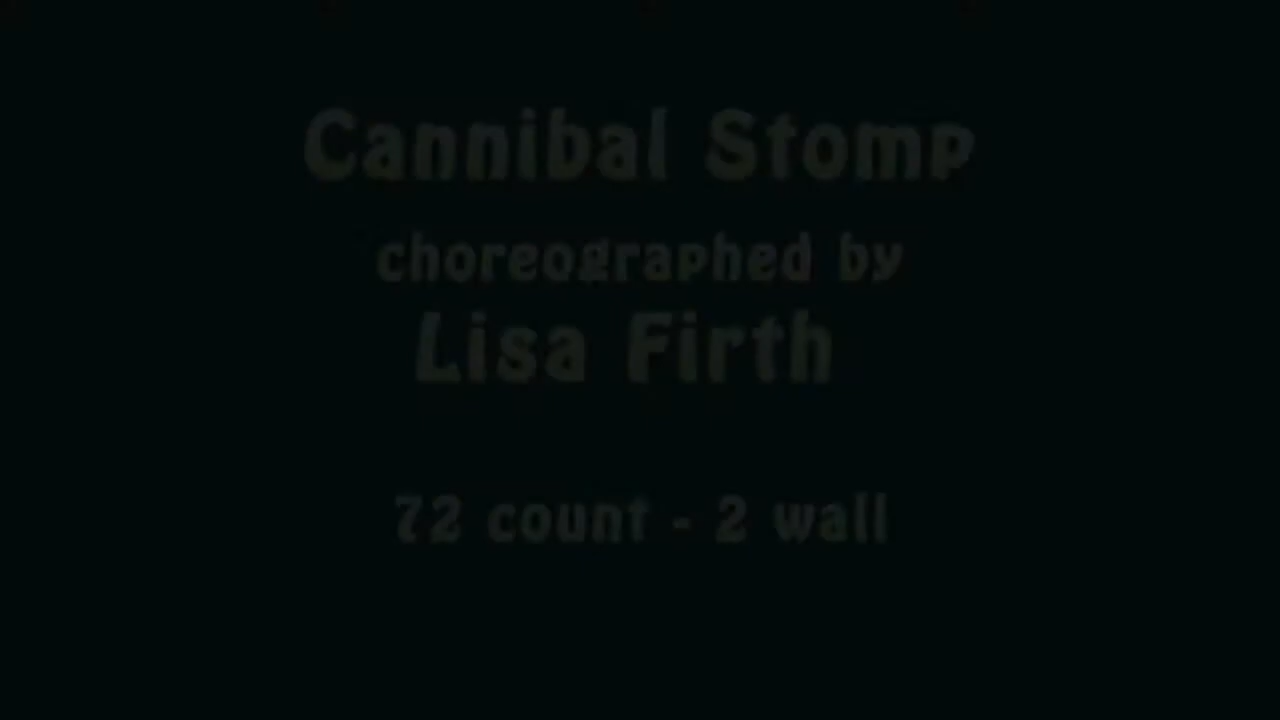 Cannibal Stomp
choreographed by
Lisa Firth
72 count - 2 wall